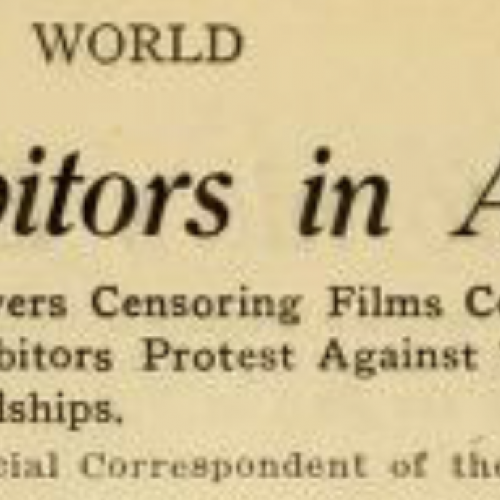 WORLD
bitors in A
vers Censoring Films Co
bitors Protest Against
dships.
cial Correspondent of the